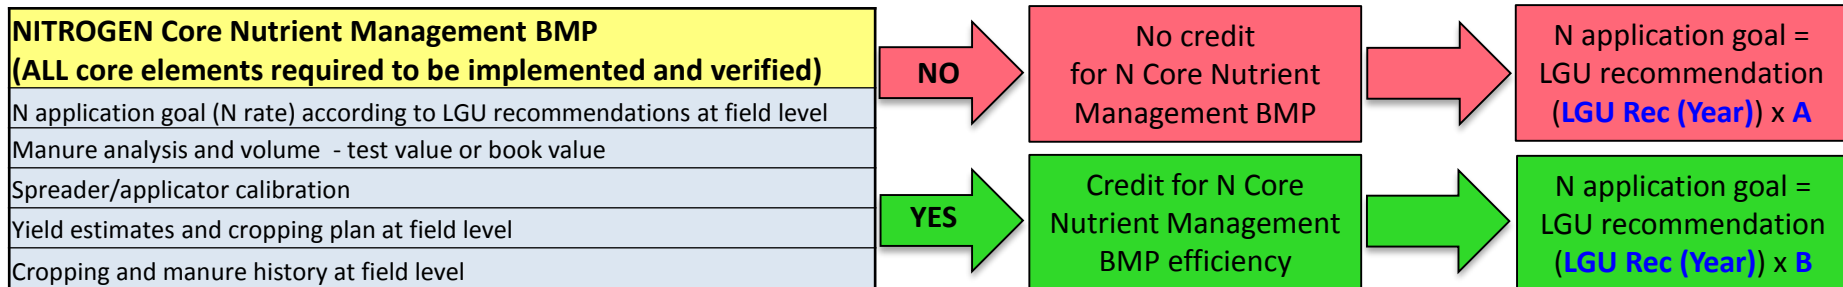 NITROGEN Core Nutrient Management BMP
(ALL core elements required to be implemented and verified)
N application goal (N rate) according to LGU recommendations at field level
Manure analysis and volume  - test value or book value
Spreader/applicator calibration
Yield estimates and cropping plan at field level
Cropping and manure history at field level
NO
No credit
for N Core Nutrient
Management BMP
N application goal =
LGU recommendation
(LGU Rec (Year)) x A
YES
Credit for N Core
Nutrient Management
BMP efficiency
N application goal =
LGU recommendation
(LGU Rec (Year)) x B